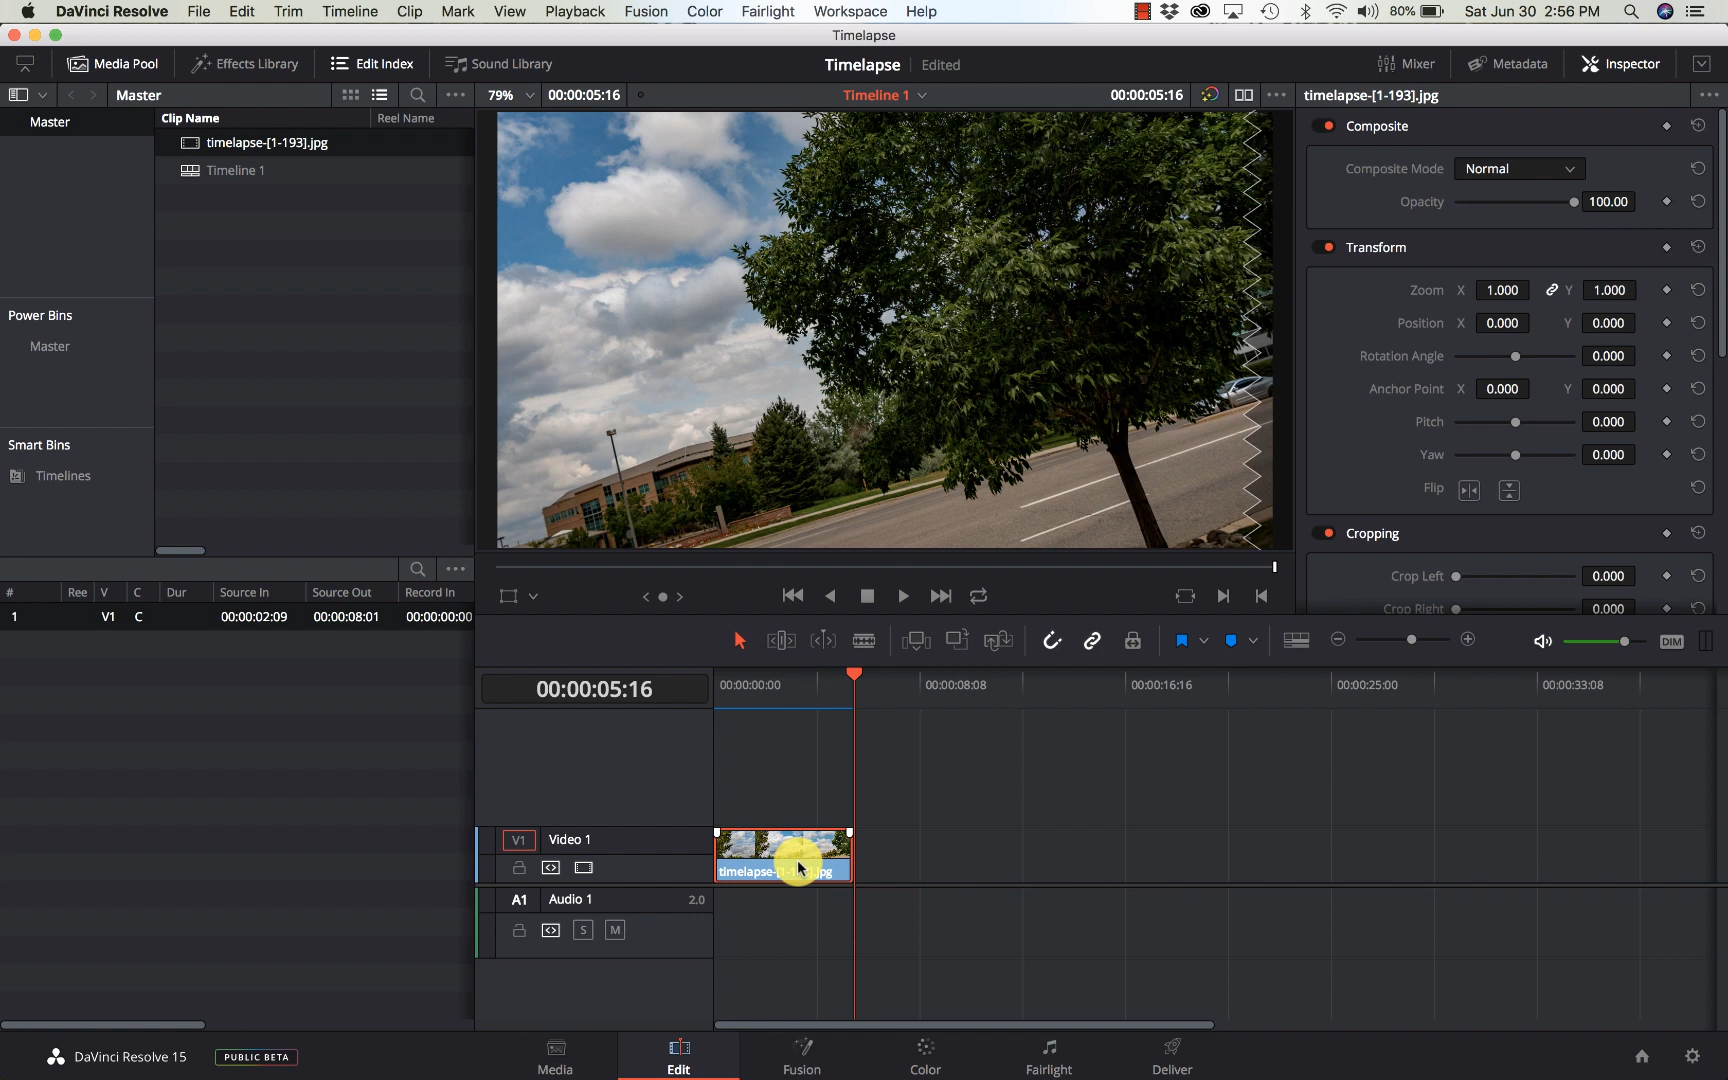 DaVinci Resolve File Edit Trim Timeline Clip Mark View Playback Fusion Color Fairlight Workspace Help 80% Sat Jun 30 2:56 PM
Timelapse
Media Pool Effects Library Edit Index Sound Library Timelapse Edited Mixer Metadata Inspector
Master 79% 00:00:05:16 Timeline 1 00:00:05:16 timelapse-[1-193].jpg
Master Clip Name Reel Name
timelapse-[1-193].jpg
Timeline 1
Power Bins
Master
Smart Bins
Timelines
Composite
Composite Mode Normal
Opacity 100.00
Transform
Zoom X 1.000 Y 1.000
Position X 0.000 Y 0.000
Rotation Angle 0.000
Anchor Point X 0.000 Y 0.000
Pitch 0.000
Yaw 0.000
Flip
Cropping
Crop Left 0.000
Crop Right 0.000
# Ree V C Dur Source In Source Out Record In
1 V1 C 00:00:02:09 00:00:08:01 00:00:00:00
DIM
00:00:05:16 00:00:00:00 00:00:08:08 00:00:16:16 00:00:25:00 00:00:33:08
V1 Video 1
A1 Audio 1 2.0
S M
DaVinci Resolve 15 PUBLIC BETA
Media Edit Fusion Color Fairlight Deliver